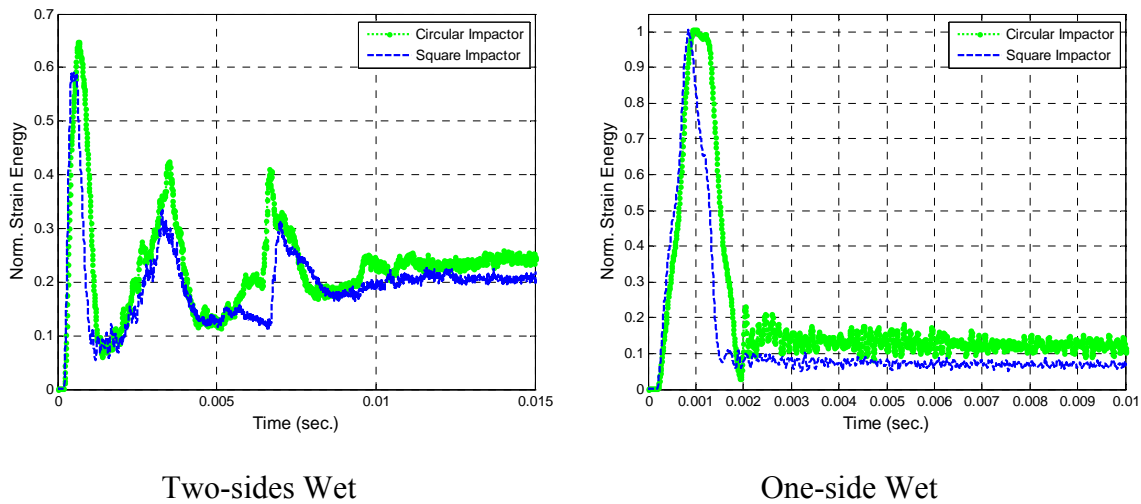 0.7
0.6
0.5
0.4
0.3
0.2
0.1
0
Norm. Strain Energy
0
0.005
0.01
0.015
Time (sec.)
Circular Impactor
Square Impactor
Two-sides Wet
1
0.9
0.8
0.7
0.6
0.5
0.4
0.3
0.2
0.1
0
Norm. Strain Energy
0 0.001 0.002 0.003 0.004 0.005 0.006 0.007 0.008 0.009 0.01
Time (sec.)
Circular Impactor
Square Impactor
One-side Wet